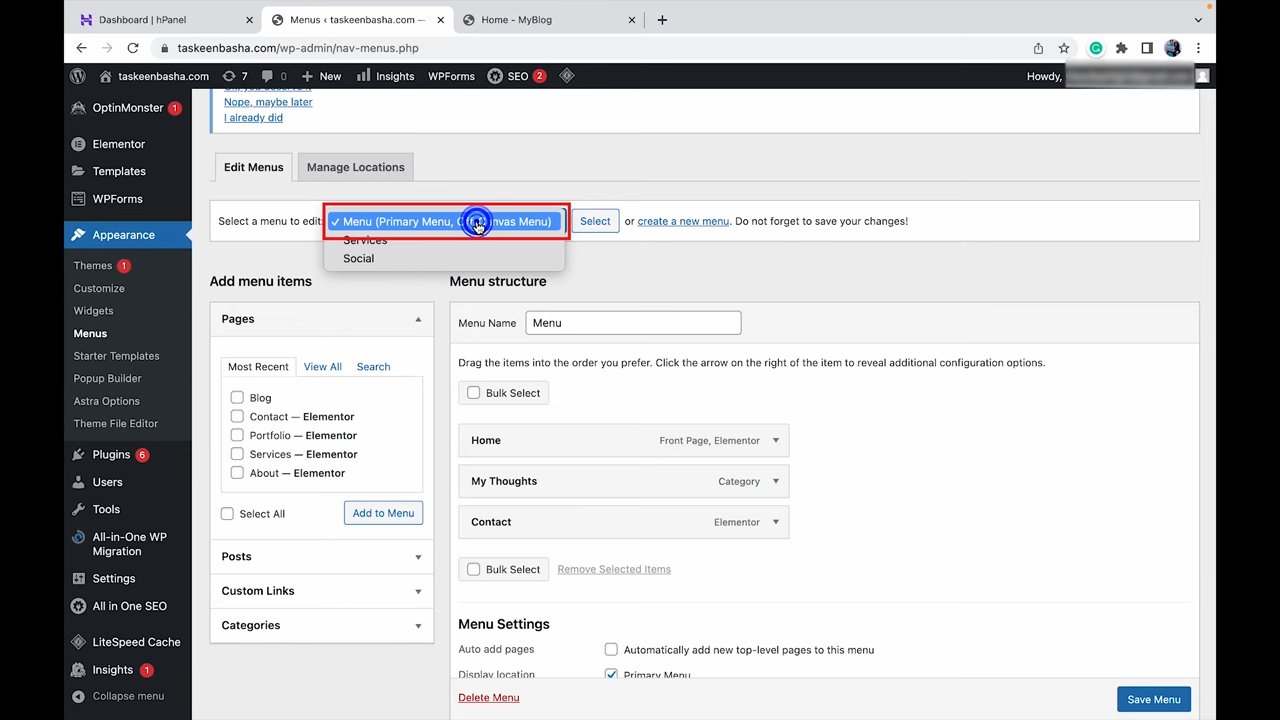 Dashboard | hPanel
Menus ‹ taskeenbasha.com —
Home - MyBlog
taskeenbasha.com/wp-admin/nav-menus.php
taskeenbasha.com
7
0
New
Insights
WPForms
SEO
2
Howdy,
OptinMonster 1
Elementor
Templates
WPForms
Appearance
Themes 1
Customize
Widgets
Menus
Starter Templates
Popup Builder
Astra Options
Theme File Editor
Plugins 6
Users
Tools
All-in-One WP
Migration
Settings
All in One SEO
LiteSpeed Cache
Insights 1
Collapse menu
Nope, maybe later
I already did
Edit Menus
Manage Locations
Select a menu to edit:
✓ Menu (Primary Menu, Menu)
Services
Social
Select
or create a new menu. Do not forget to save your changes!
Add menu items
Pages
Most Recent
View All
Search
Blog
Contact — Elementor
Portfolio — Elementor
Services — Elementor
About — Elementor
Select All
Add to Menu
Posts
Custom Links
Categories
Menu structure
Menu Name
Menu
Drag the items into the order you prefer. Click the arrow on the right of the item to reveal additional configuration options.
Bulk Select
Home
Front Page, Elementor
My Thoughts
Category
Contact
Elementor
Bulk Select
Remove Selected Items
Menu Settings
Auto add pages
Automatically add new top-level pages to this menu
Display location
Primary Menu
Delete Menu
Save Menu